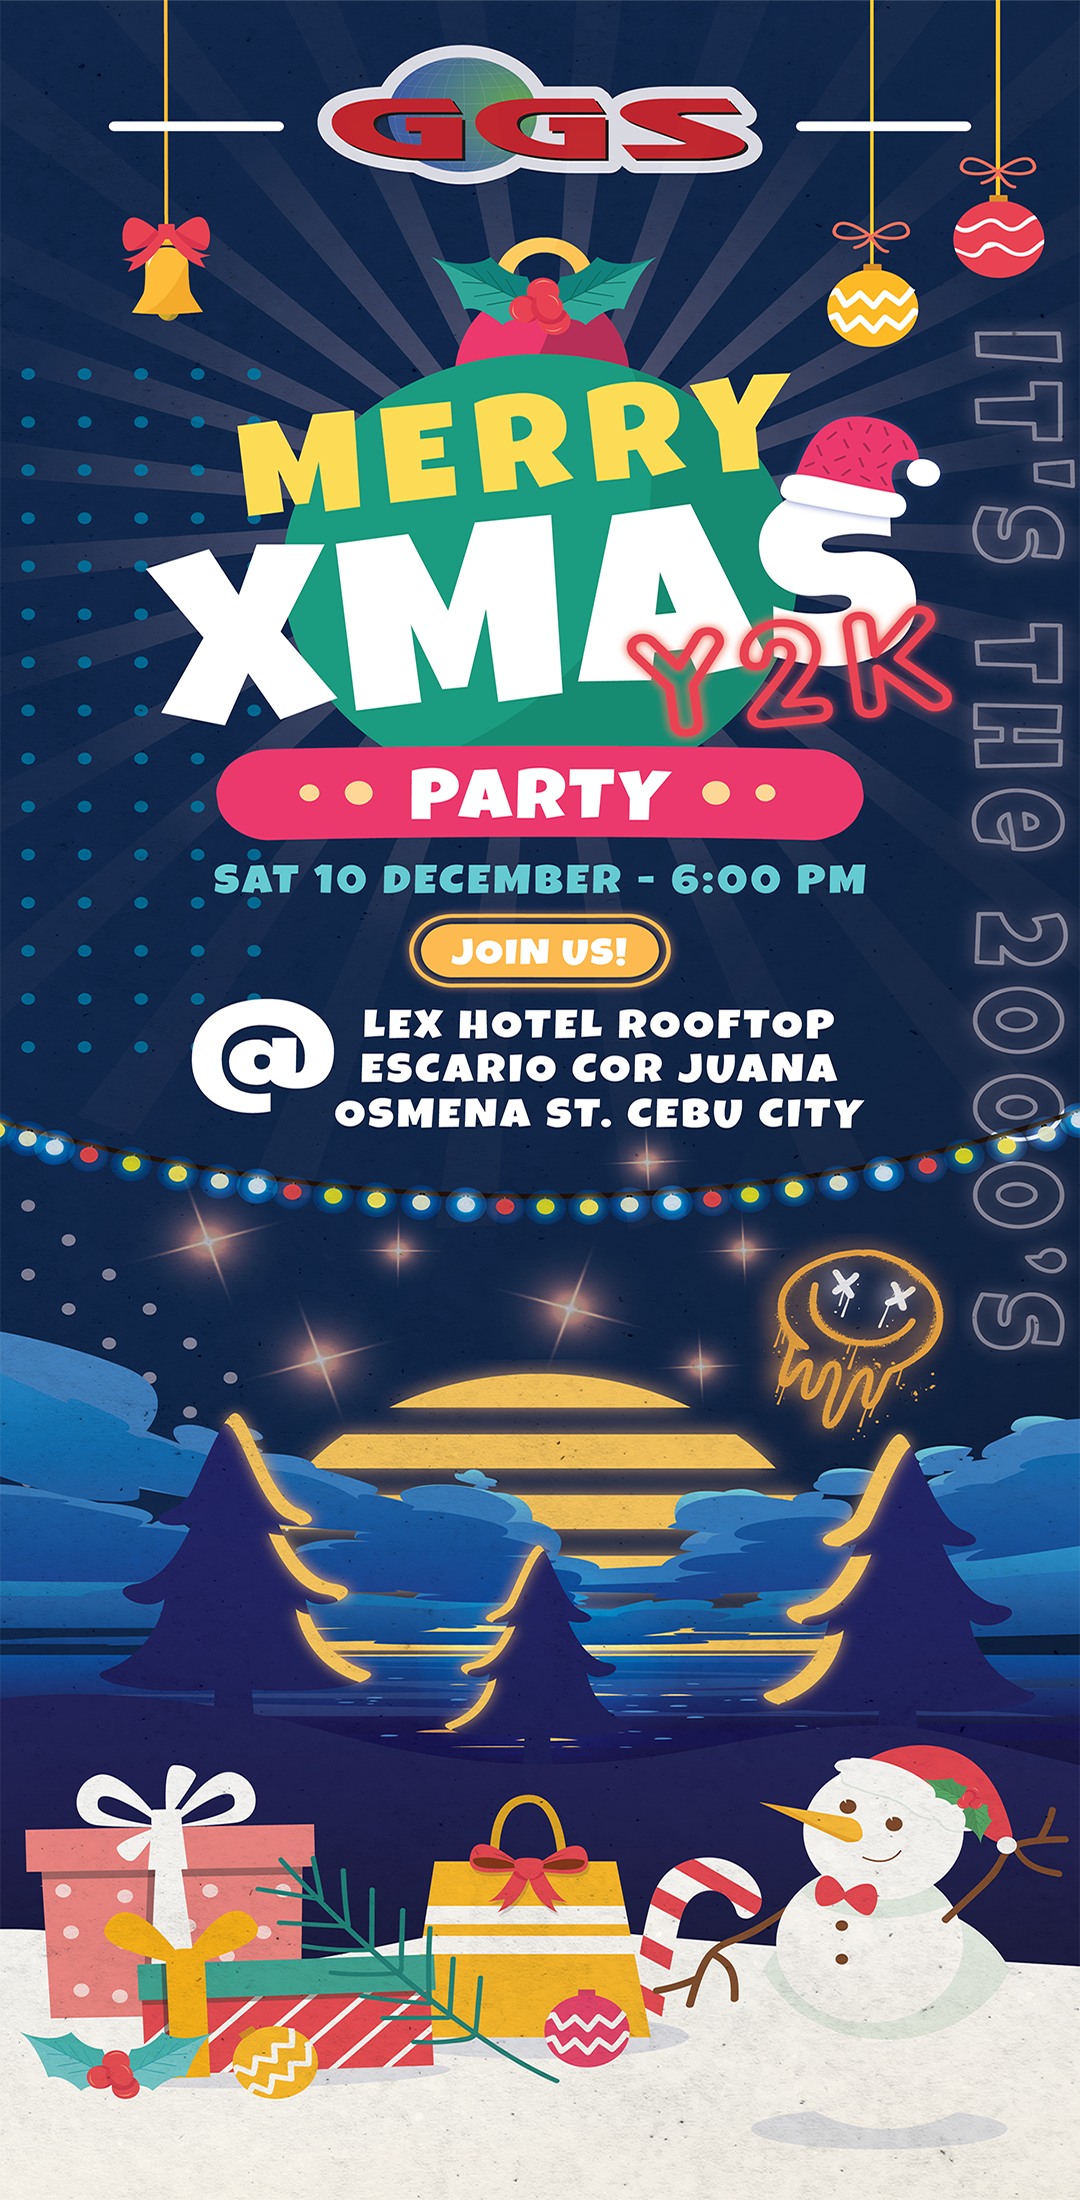 GGS
MERRY
XMAS
Y2K
PARTY
SAT 10 DECEMBER - 6:00 PM
JOIN US!
@ LEX HOTEL ROOFTOP
ESCARIO COR JUANA
OSMENA ST. CEBU CITY
IT'S THe 2000'S